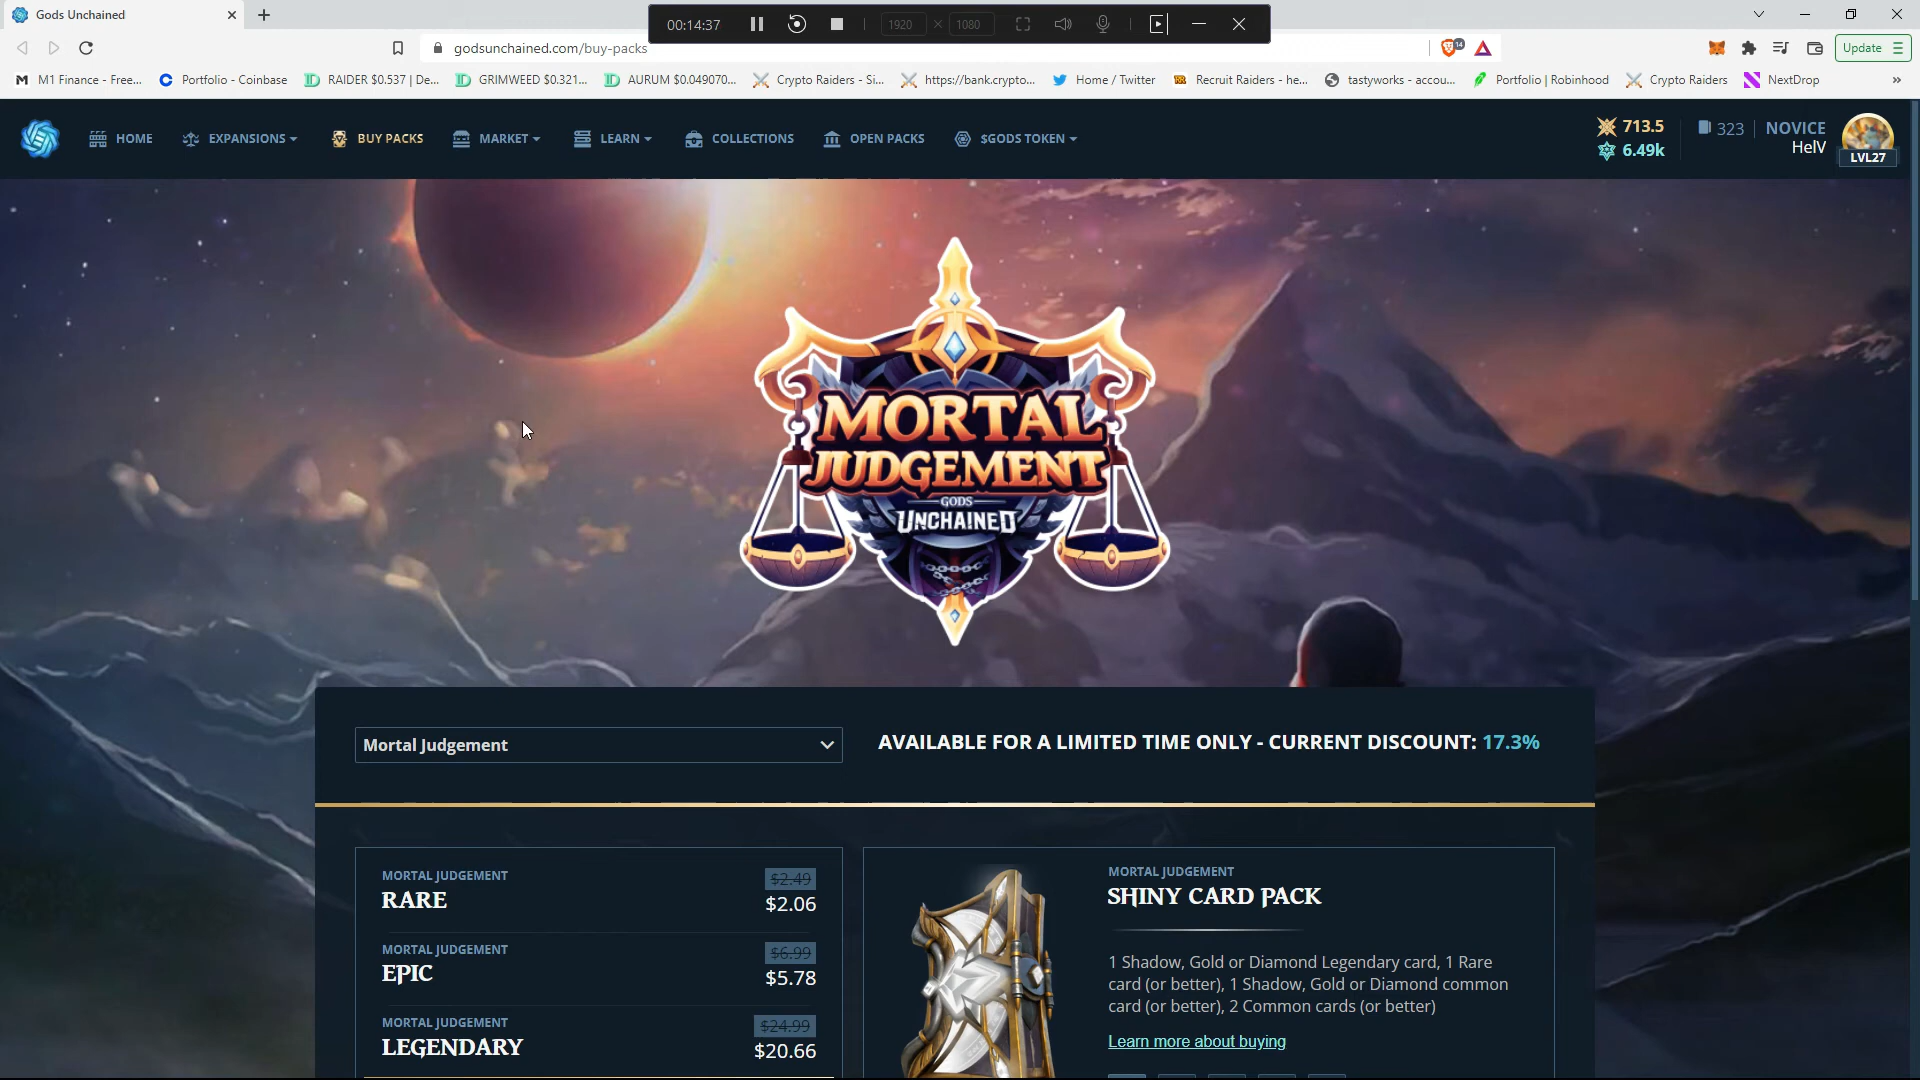 Gods Unchained
00:14:37
1920 × 1080
godsunchained.com/buy-packs
14
Update
M1 Finance - Free...
Portfolio - Coinbase
RAIDER $0.537 | De...
GRIMWEED $0.321...
AURUM $0.049070...
Crypto Raiders - Si...
https://bank.crypto...
Home / Twitter
Recruit Raiders - he...
tastyworks - accou...
Portfolio | Robinhood
Crypto Raiders
NextDrop
»
HOME
EXPANSIONS
BUY PACKS
MARKET
LEARN
COLLECTIONS
OPEN PACKS
$GODS TOKEN
713.5
6.49k
323
NOVICE
HelV
LVL27
MORTAL
JUDGEMENT
GODS
UNCHAINED
Mortal Judgement
AVAILABLE FOR A LIMITED TIME ONLY - CURRENT DISCOUNT: 17.3%
MORTAL JUDGEMENT
RARE
$2.49
$2.06
MORTAL JUDGEMENT
EPIC
$6.99
$5.78
MORTAL JUDGEMENT
LEGENDARY
$24.99
$20.66
MORTAL JUDGEMENT
SHINY CARD PACK
1 Shadow, Gold or Diamond Legendary card, 1 Rare
card (or better), 1 Shadow, Gold or Diamond common
card (or better), 2 Common cards (or better)
Learn more about buying